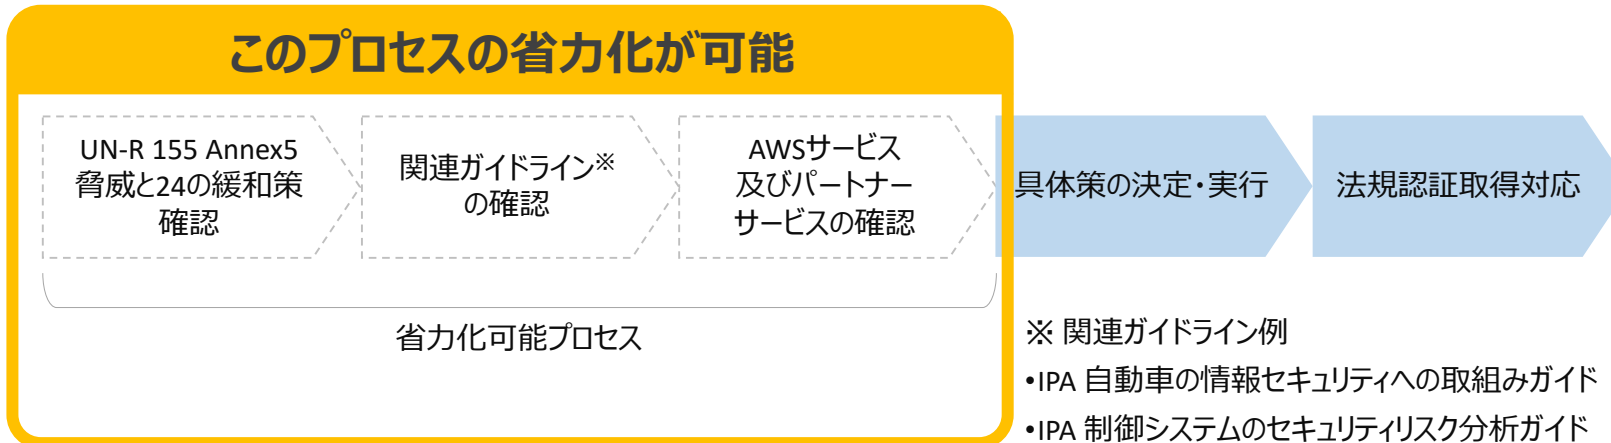 このプロセスの省力化が可能
UN-R 155 Annex5
脅威と24の緩和策
確認
関連ガイドライン※
の確認
AWSサービス
及びパートナー
サービスの確認
具体策の決定・実行
法規認証取得対応
省力化可能プロセス
※ 関連ガイドライン例
•IPA 自動車の情報セキュリティへの取組みガイド
•IPA 制御システムのセキュリティリスク分析ガイド